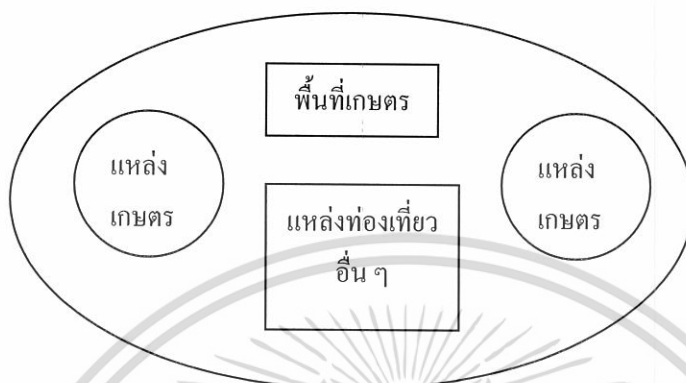 พื้นที่เกษตร
แหล่ง
เกษตร
แหล่งท่องเที่ยว
อื่น ๆ
แหล่ง
เกษตร